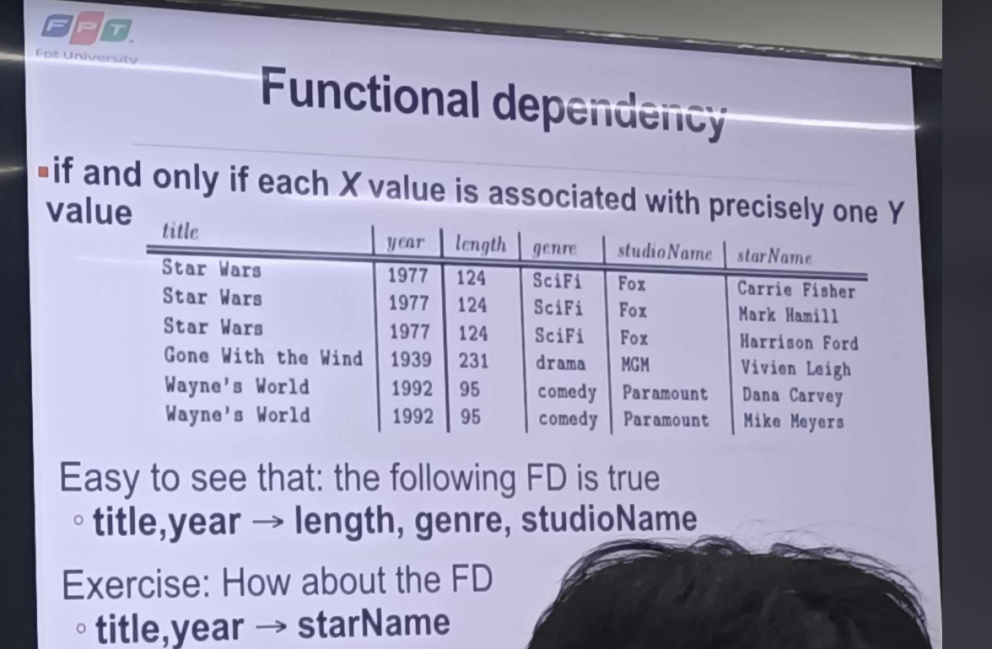 FPT
Fpt University
Functional dependency
if and only if each X value is associated with precisely one Y
value
title year length genre studioName starName
Star Wars 1977 124 SciFi Fox Carrie Fisher
Star Wars 1977 124 SciFi Fox Mark Hamill
Star Wars 1977 124 SciFi Fox Harrison Ford
Gone With the Wind 1939 231 drama MGM Vivien Leigh
Wayne's World 1992 95 comedy Paramount Dana Carvey
Wayne's World 1992 95 comedy Paramount Mike Meyers
Easy to see that: the following FD is true
title,year → length, genre, studioName
Exercise: How about the FD
title,year → starName